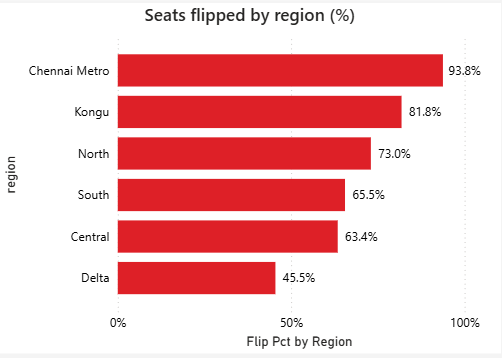 Seats flipped by region (%)
region
Chennai Metro 93.8%
Kongu 81.8%
North 73.0%
South 65.5%
Central 63.4%
Delta 45.5%
0% 50% 100%
Flip Pct by Region